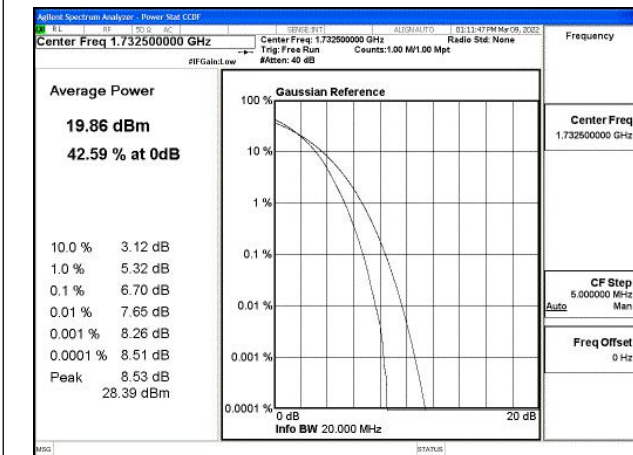 Agilent Spectrum Analyzer - Power Stat CCDF
RL RF 50 Ω AC SENSE:INT ALIGN AUTO 01:11:47 PM Mar 09, 2022
Center Freq 1.732500000 GHz
Center Freq: 1.732500000 GHz Radio Std: None
Trig: Free Run Counts:1.00 M/1.00 Mpt
#IFGain:Low #Atten: 40 dB
Frequency
Average Power
19.86 dBm
42.59 % at 0dB
10.0 % 3.12 dB
1.0 % 5.32 dB
0.1 % 6.70 dB
0.01 % 7.65 dB
0.001 % 8.26 dB
0.0001 % 8.51 dB
Peak 8.53 dB
28.39 dBm
Gaussian Reference
100 %
10 %
1 %
0.1 %
0.01 %
0.001 %
0.0001 %
0 dB 20 dB
Info BW 20.000 MHz
Center Freq
1.732500000 GHz
CF Step
5.000000 MHz
Auto Man
Freq Offset
0 Hz
MSG STATUS